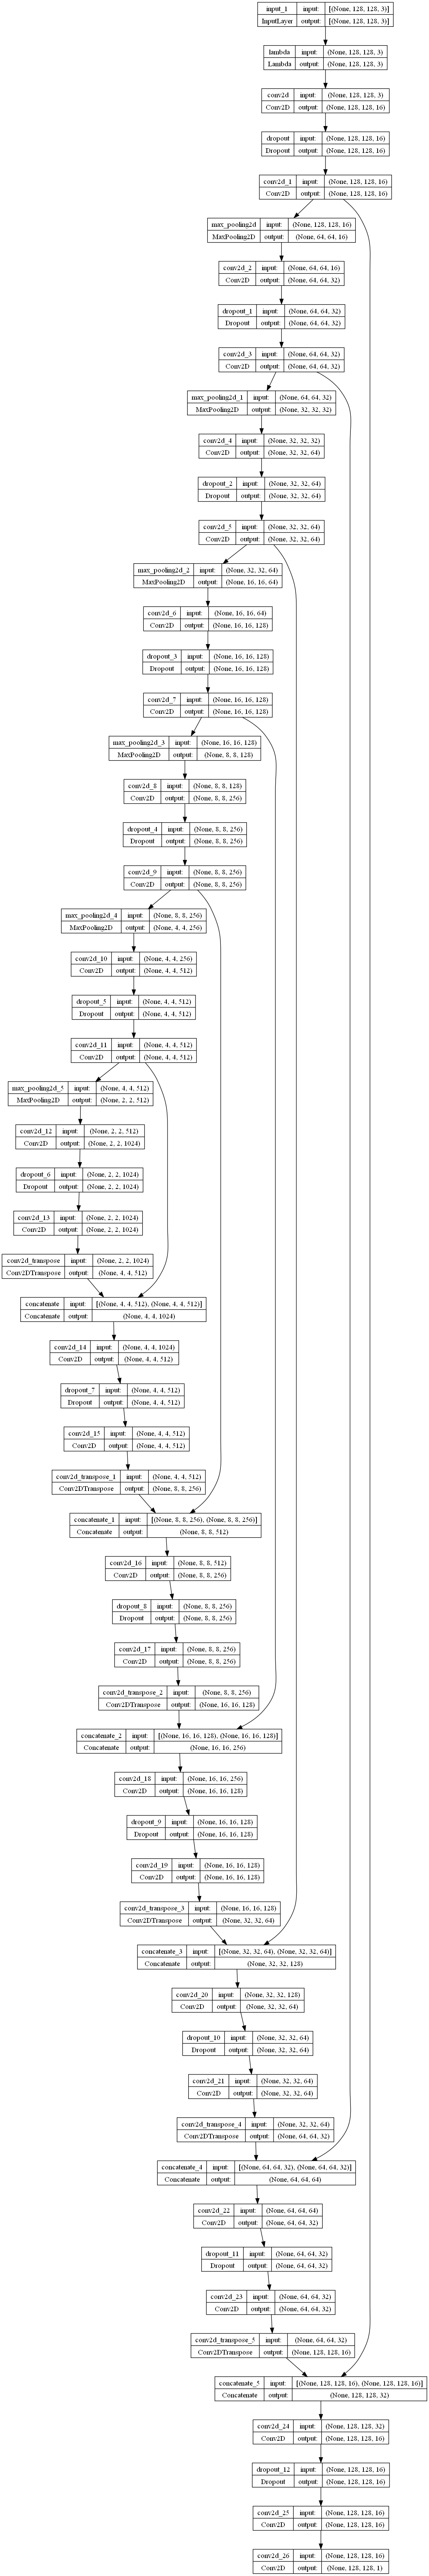 input_1 input: [(None, 128, 128, 3)]
InputLayer output: [(None, 128, 128, 3)]
lambda input: (None, 128, 128, 3)
Lambda output: (None, 128, 128, 3)
conv2d input: (None, 128, 128, 3)
Conv2D output: (None, 128, 128, 16)
dropout input: (None, 128, 128, 16)
Dropout output: (None, 128, 128, 16)
conv2d_1 input: (None, 128, 128, 16)
Conv2D output: (None, 128, 128, 16)
max_pooling2d input: (None, 128, 128, 16)
MaxPooling2D output: (None, 64, 64, 16)
conv2d_2 input: (None, 64, 64, 16)
Conv2D output: (None, 64, 64, 32)
dropout_1 input: (None, 64, 64, 32)
Dropout output: (None, 64, 64, 32)
conv2d_3 input: (None, 64, 64, 32)
Conv2D output: (None, 64, 64, 32)
max_pooling2d_1 input: (None, 64, 64, 32)
MaxPooling2D output: (None, 32, 32, 32)
conv2d_4 input: (None, 32, 32, 32)
Conv2D output: (None, 32, 32, 64)
dropout_2 input: (None, 32, 32, 64)
Dropout output: (None, 32, 32, 64)
conv2d_5 input: (None, 32, 32, 64)
Conv2D output: (None, 32, 32, 64)
max_pooling2d_2 input: (None, 32, 32, 64)
MaxPooling2D output: (None, 16, 16, 64)
conv2d_6 input: (None, 16, 16, 64)
Conv2D output: (None, 16, 16, 128)
dropout_3 input: (None, 16, 16, 128)
Dropout output: (None, 16, 16, 128)
conv2d_7 input: (None, 16, 16, 128)
Conv2D output: (None, 16, 16, 128)
max_pooling2d_3 input: (None, 16, 16, 128)
MaxPooling2D output: (None, 8, 8, 128)
conv2d_8 input: (None, 8, 8, 128)
Conv2D output: (None, 8, 8, 256)
dropout_4 input: (None, 8, 8, 256)
Dropout output: (None, 8, 8, 256)
conv2d_9 input: (None, 8, 8, 256)
Conv2D output: (None, 8, 8, 256)
max_pooling2d_4 input: (None, 8, 8, 256)
MaxPooling2D output: (None, 4, 4, 256)
conv2d_10 input: (None, 4, 4, 256)
Conv2D output: (None, 4, 4, 512)
dropout_5 input: (None, 4, 4, 512)
Dropout output: (None, 4, 4, 512)
conv2d_11 input: (None, 4, 4, 512)
Conv2D output: (None, 4, 4, 512)
max_pooling2d_5 input: (None, 4, 4, 512)
MaxPooling2D output: (None, 2, 2, 512)
conv2d_12 input: (None, 2, 2, 512)
Conv2D output: (None, 2, 2, 1024)
dropout_6 input: (None, 2, 2, 1024)
Dropout output: (None, 2, 2, 1024)
conv2d_13 input: (None, 2, 2, 1024)
Conv2D output: (None, 2, 2, 1024)
conv2d_transpose input: (None, 2, 2, 1024)
Conv2DTranspose output: (None, 4, 4, 512)
concatenate input: [(None, 4, 4, 512), (None, 4, 4, 512)]
Concatenate output: (None, 4, 4, 1024)
conv2d_14 input: (None, 4, 4, 1024)
Conv2D output: (None, 4, 4, 512)
dropout_7 input: (None, 4, 4, 512)
Dropout output: (None, 4, 4, 512)
conv2d_15 input: (None, 4, 4, 512)
Conv2D output: (None, 4, 4, 512)
conv2d_transpose_1 input: (None, 4, 4, 512)
Conv2DTranspose output: (None, 8, 8, 256)
concatenate_1 input: [(None, 8, 8, 256), (None, 8, 8, 256)]
Concatenate output: (None, 8, 8, 512)
conv2d_16 input: (None, 8, 8, 512)
Conv2D output: (None, 8, 8, 256)
dropout_8 input: (None, 8, 8, 256)
Dropout output: (None, 8, 8, 256)
conv2d_17 input: (None, 8, 8, 256)
Conv2D output: (None, 8, 8, 256)
conv2d_transpose_2 input: (None, 8, 8, 256)
Conv2DTranspose output: (None, 16, 16, 128)
concatenate_2 input: [(None, 16, 16, 128), (None, 16, 16, 128)]
Concatenate output: (None, 16, 16, 256)
conv2d_18 input: (None, 16, 16, 256)
Conv2D output: (None, 16, 16, 128)
dropout_9 input: (None, 16, 16, 128)
Dropout output: (None, 16, 16, 128)
conv2d_19 input: (None, 16, 16, 128)
Conv2D output: (None, 16, 16, 128)
conv2d_transpose_3 input: (None, 16, 16, 128)
Conv2DTranspose output: (None, 32, 32, 64)
concatenate_3 input: [(None, 32, 32, 64), (None, 32, 32, 64)]
Concatenate output: (None, 32, 32, 128)
conv2d_20 input: (None, 32, 32, 128)
Conv2D output: (None, 32, 32, 64)
dropout_10 input: (None, 32, 32, 64)
Dropout output: (None, 32, 32, 64)
conv2d_21 input: (None, 32, 32, 64)
Conv2D output: (None, 32, 32, 64)
conv2d_transpose_4 input: (None, 32, 32, 64)
Conv2DTranspose output: (None, 64, 64, 32)
concatenate_4 input: [(None, 64, 64, 32), (None, 64, 64, 32)]
Concatenate output: (None, 64, 64, 64)
conv2d_22 input: (None, 64, 64, 64)
Conv2D output: (None, 64, 64, 32)
dropout_11 input: (None, 64, 64, 32)
Dropout output: (None, 64, 64, 32)
conv2d_23 input: (None, 64, 64, 32)
Conv2D output: (None, 64, 64, 32)
conv2d_transpose_5 input: (None, 64, 64, 32)
Conv2DTranspose output: (None, 128, 128, 16)
concatenate_5 input: [(None, 128, 128, 16), (None, 128, 128, 16)]
Concatenate output: (None, 128, 128, 32)
conv2d_24 input: (None, 128, 128, 32)
Conv2D output: (None, 128, 128, 16)
dropout_12 input: (None, 128, 128, 16)
Dropout output: (None, 128, 128, 16)
conv2d_25 input: (None, 128, 128, 16)
Conv2D output: (None, 128, 128, 16)
conv2d_26 input: (None, 128, 128, 16)
Conv2D output: (None, 128, 128, 1)